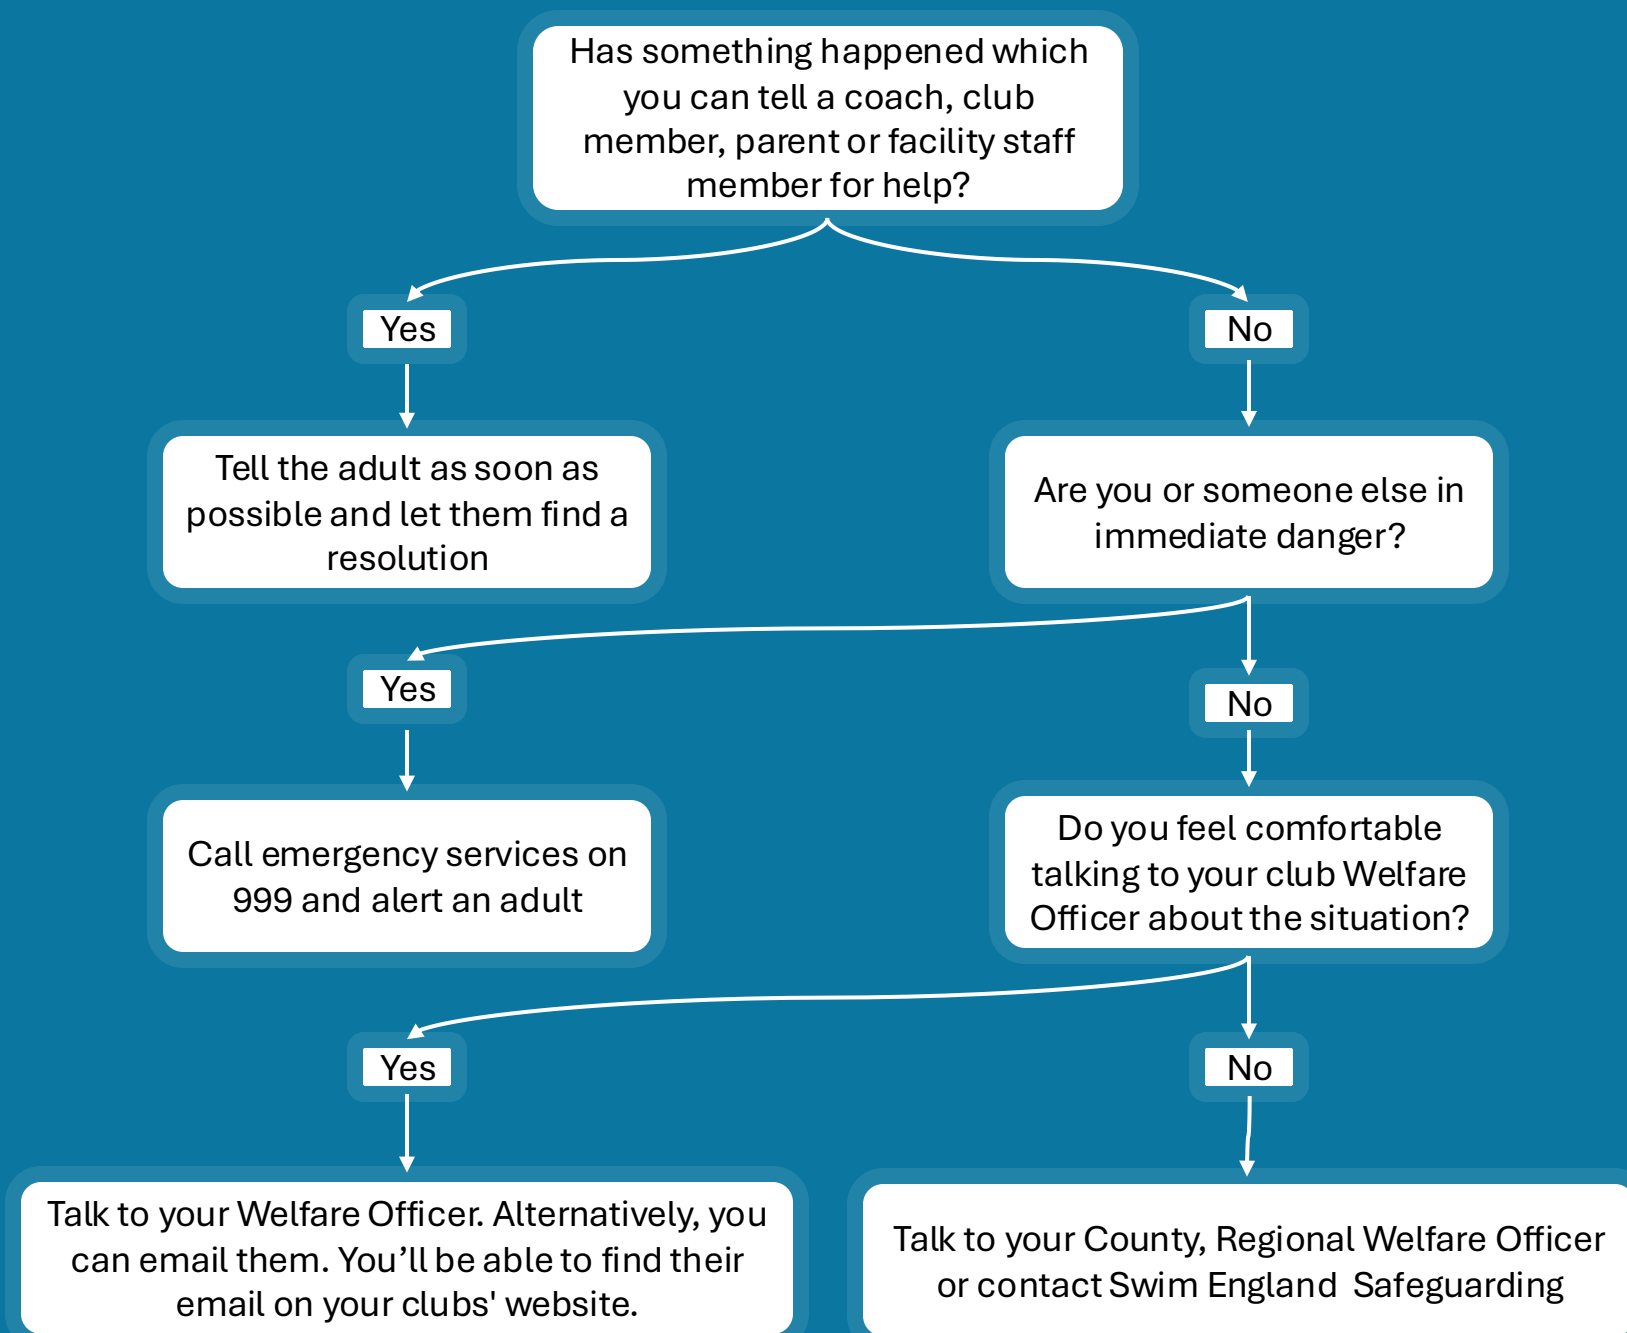 Has something happened which
you can tell a coach, club
member, parent or facility staff
member for help?
Yes
No
Tell the adult as soon as
possible and let them find a
resolution
Are you or someone else in
immediate danger?
Yes
No
Call emergency services on
999 and alert an adult
Do you feel comfortable
talking to your club Welfare
Officer about the situation?
Yes
No
Talk to your Welfare Officer. Alternatively, you
can email them. You’ll be able to find their
email on your clubs' website.
Talk to your County, Regional Welfare Officer
or contact Swim England  Safeguarding